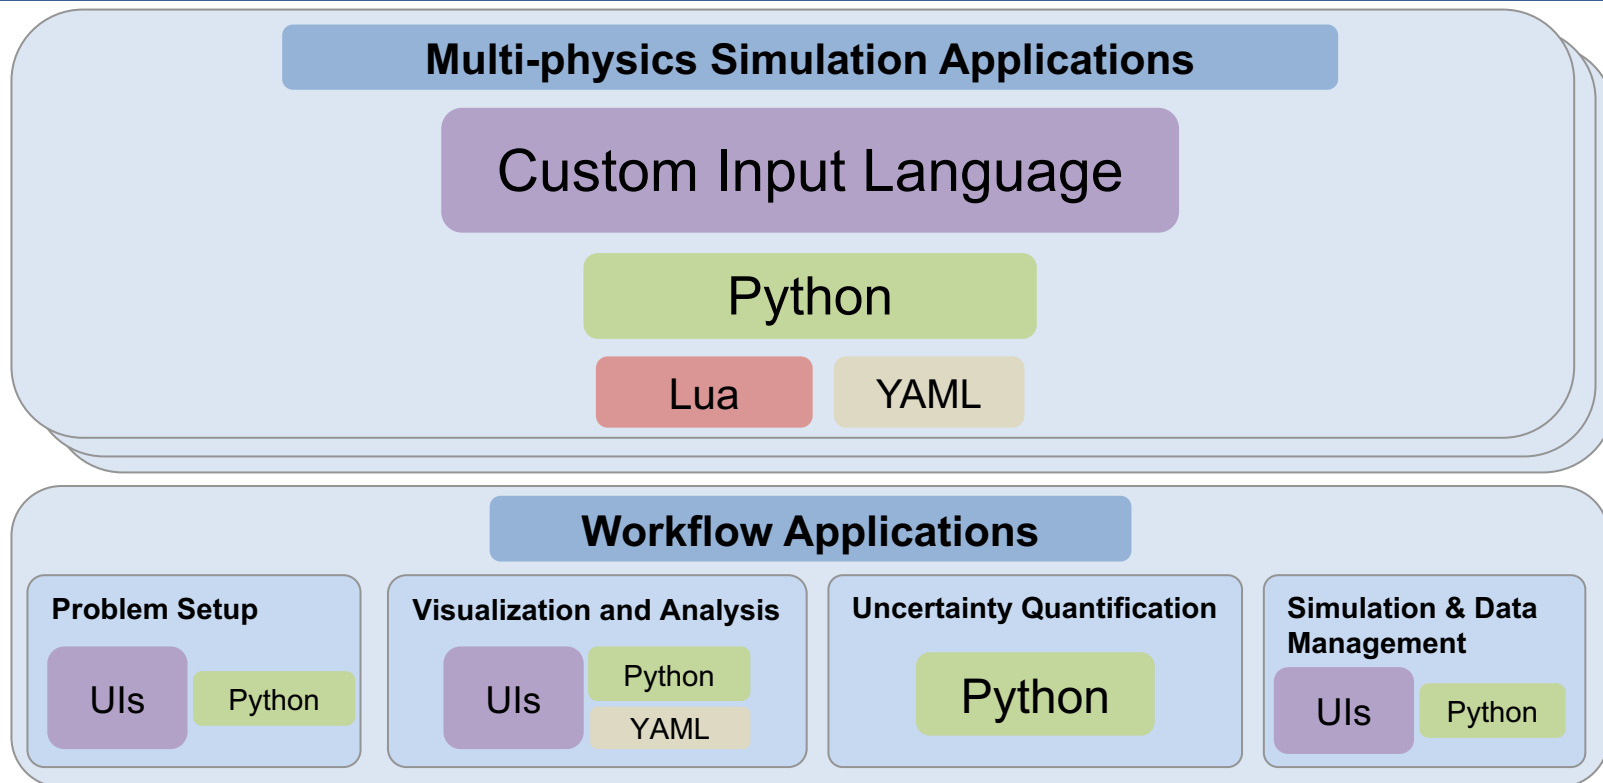 Multi-physics Simulation Applications
Custom Input Language
Python
Lua
YAML
Workflow Applications
Problem Setup
UIs
Python
Visualization and Analysis
UIs
Python
YAML
Uncertainty Quantification
Python
Simulation & Data
Management
UIs
Python